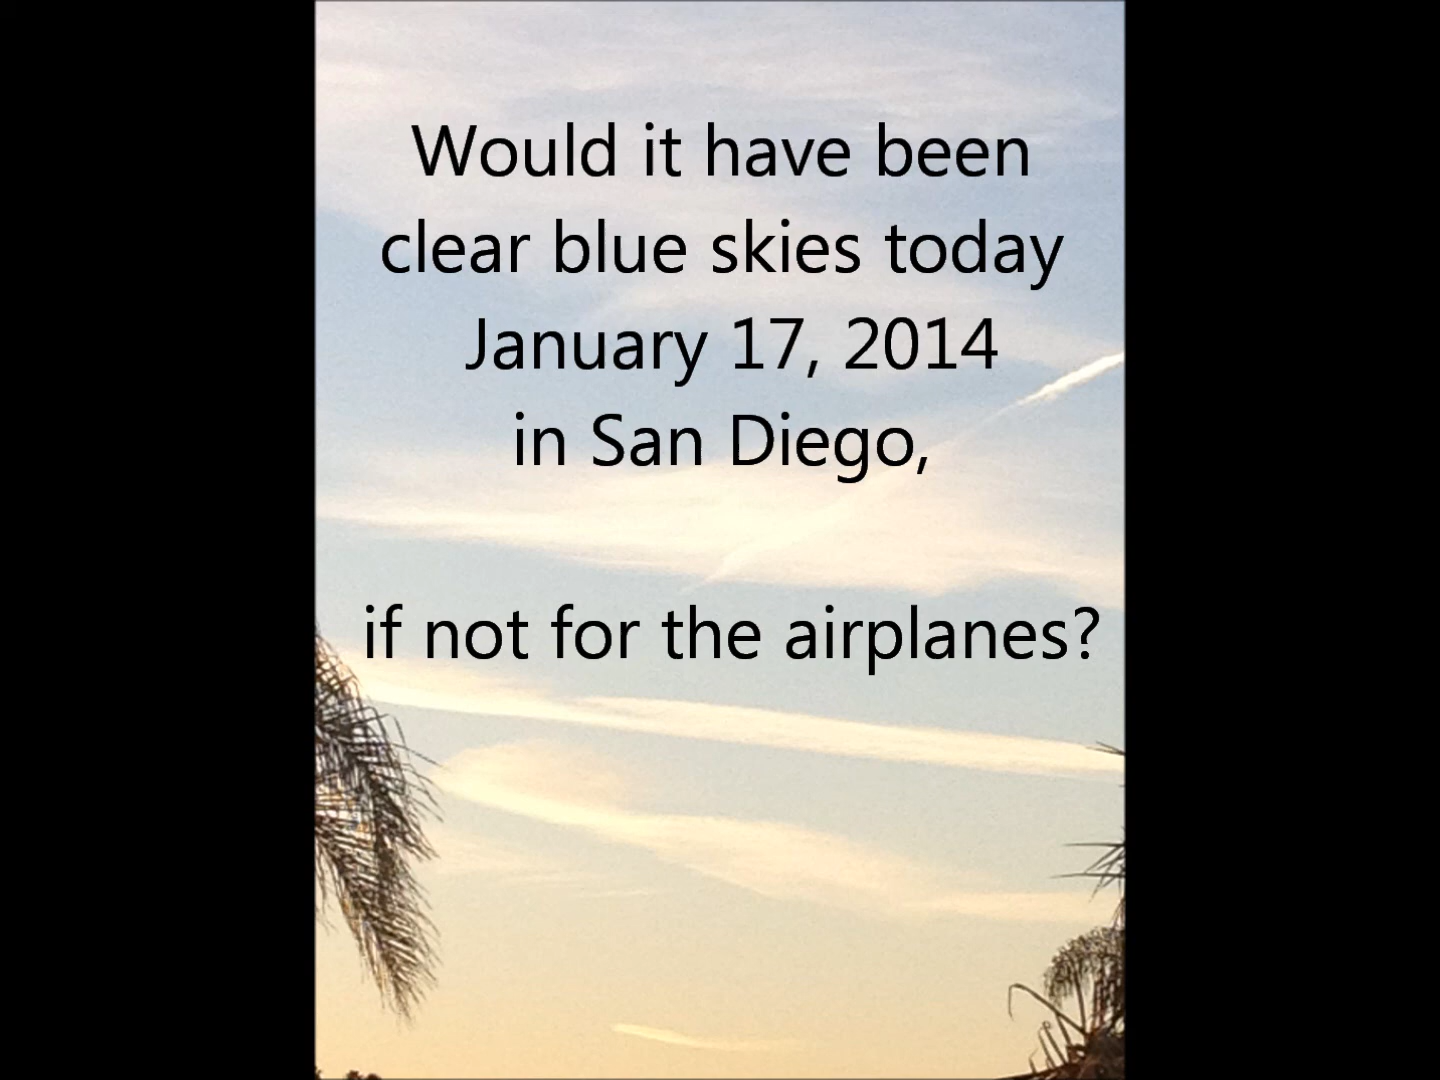 Would it have been
clear blue skies today
January 17, 2014
in San Diego,
if not for the airplanes?